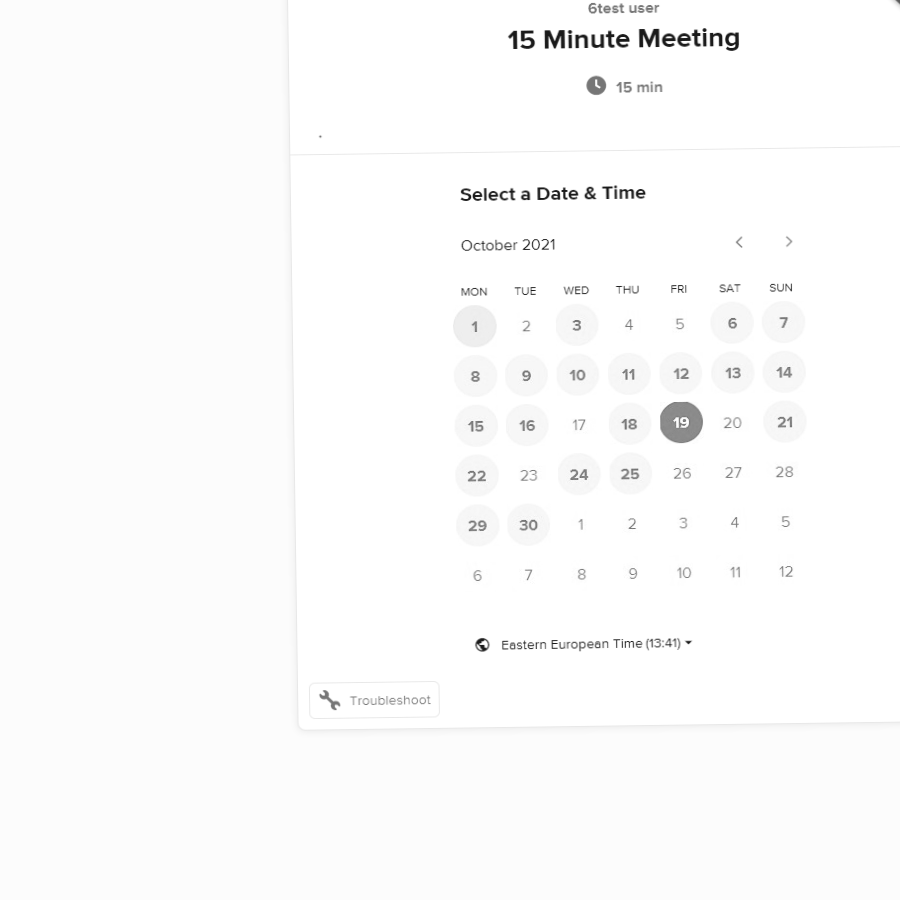 6test user
15 Minute Meeting
15 min
.
Select a Date & Time
October 2021
MON TUE WED THU FRI SAT SUN
1 2 3 4 5 6 7
8 9 10 11 12 13 14
15 16 17 18 19 20 21
22 23 24 25 26 27 28
29 30 1 2 3 4 5
6 7 8 9 10 11 12
Eastern European Time (13:41)
Troubleshoot